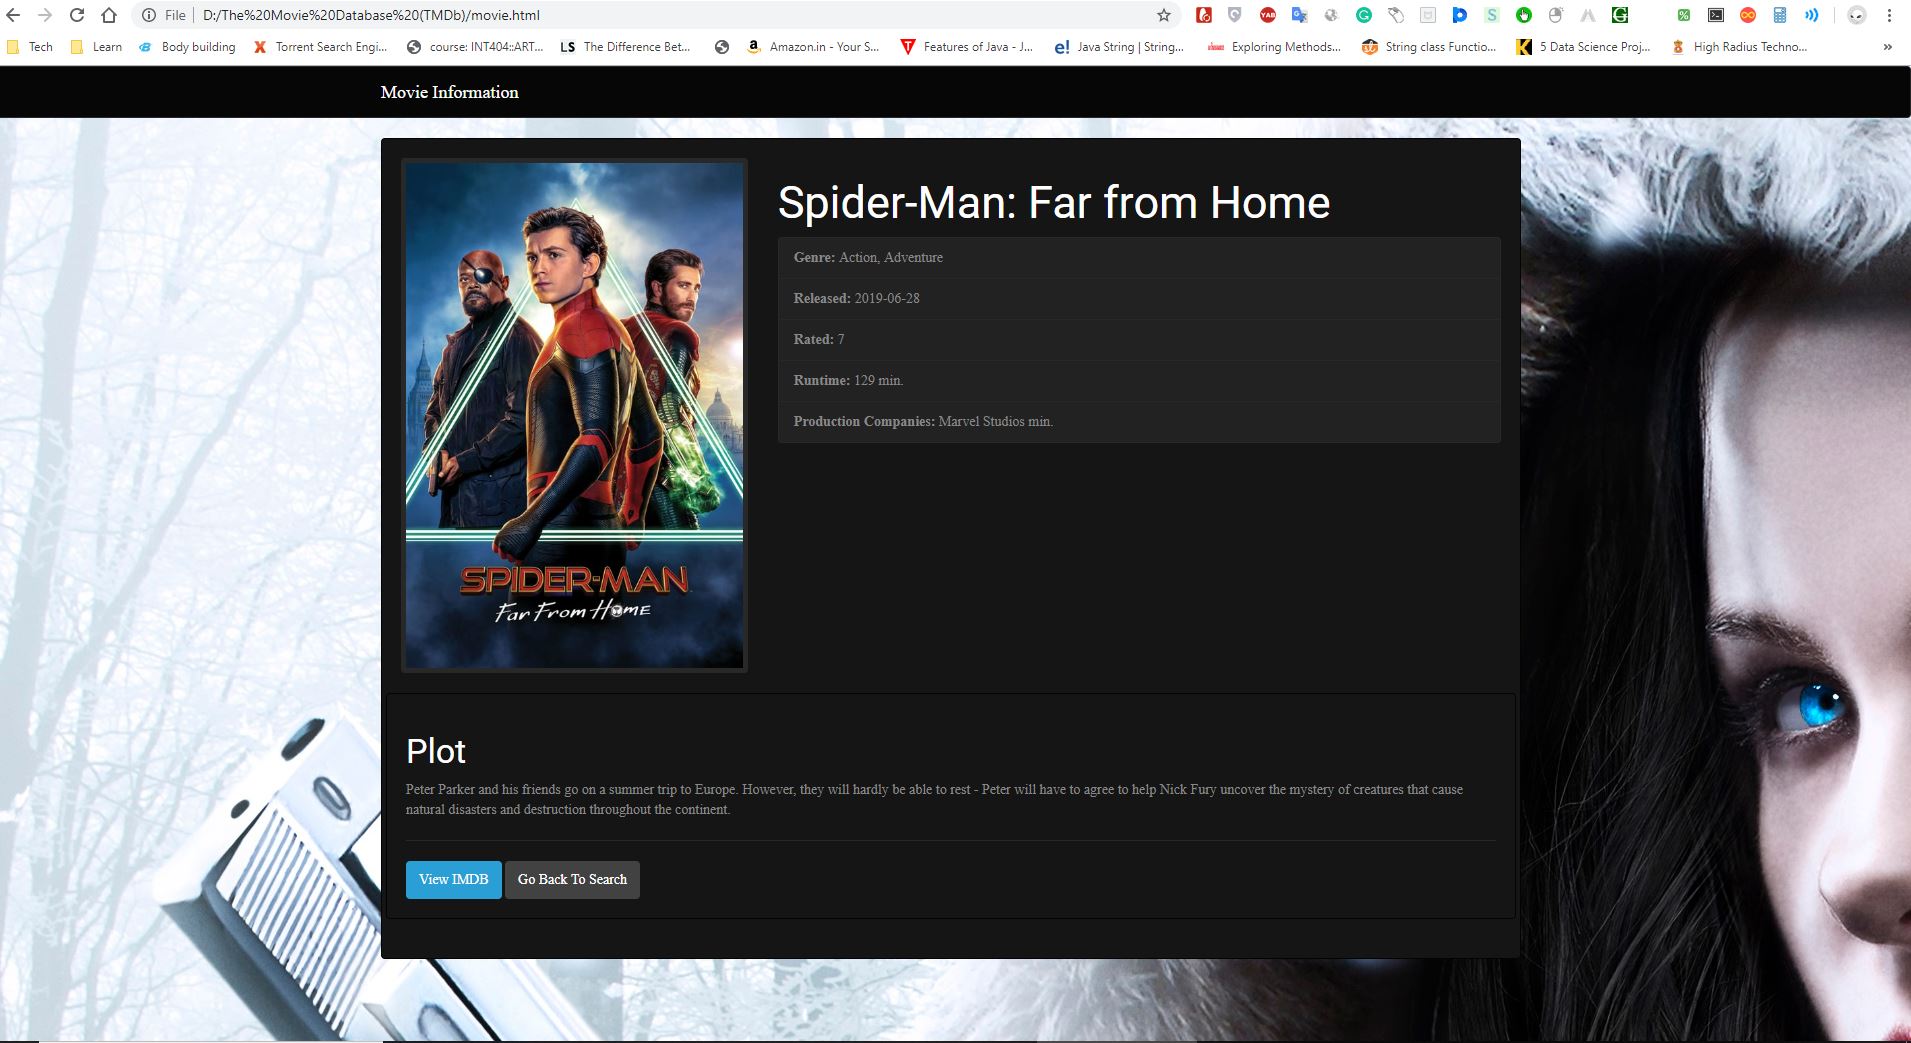 File
D:/The%20Movie%20Database%20(TMDb)/movie.html
Tech Learn Body building Torrent Search Engi... course: INT404::ART... LS The Difference Bet... Amazon.in - Your S... Features of Java - J... e! Java String | String... Exploring Methods... String class Functio... 5 Data Science Proj... High Radius Techno... »
Movie Information
Spider-Man: Far from Home
Genre: Action, Adventure
Released: 2019-06-28
Rated: 7
Runtime: 129 min.
Production Companies: Marvel Studios min.
SPIDER-MAN
Far From Home
Plot
Peter Parker and his friends go on a summer trip to Europe. However, they will hardly be able to rest - Peter will have to agree to help Nick Fury uncover the mystery of creatures that cause
natural disasters and destruction throughout the continent.
View IMDB Go Back To Search